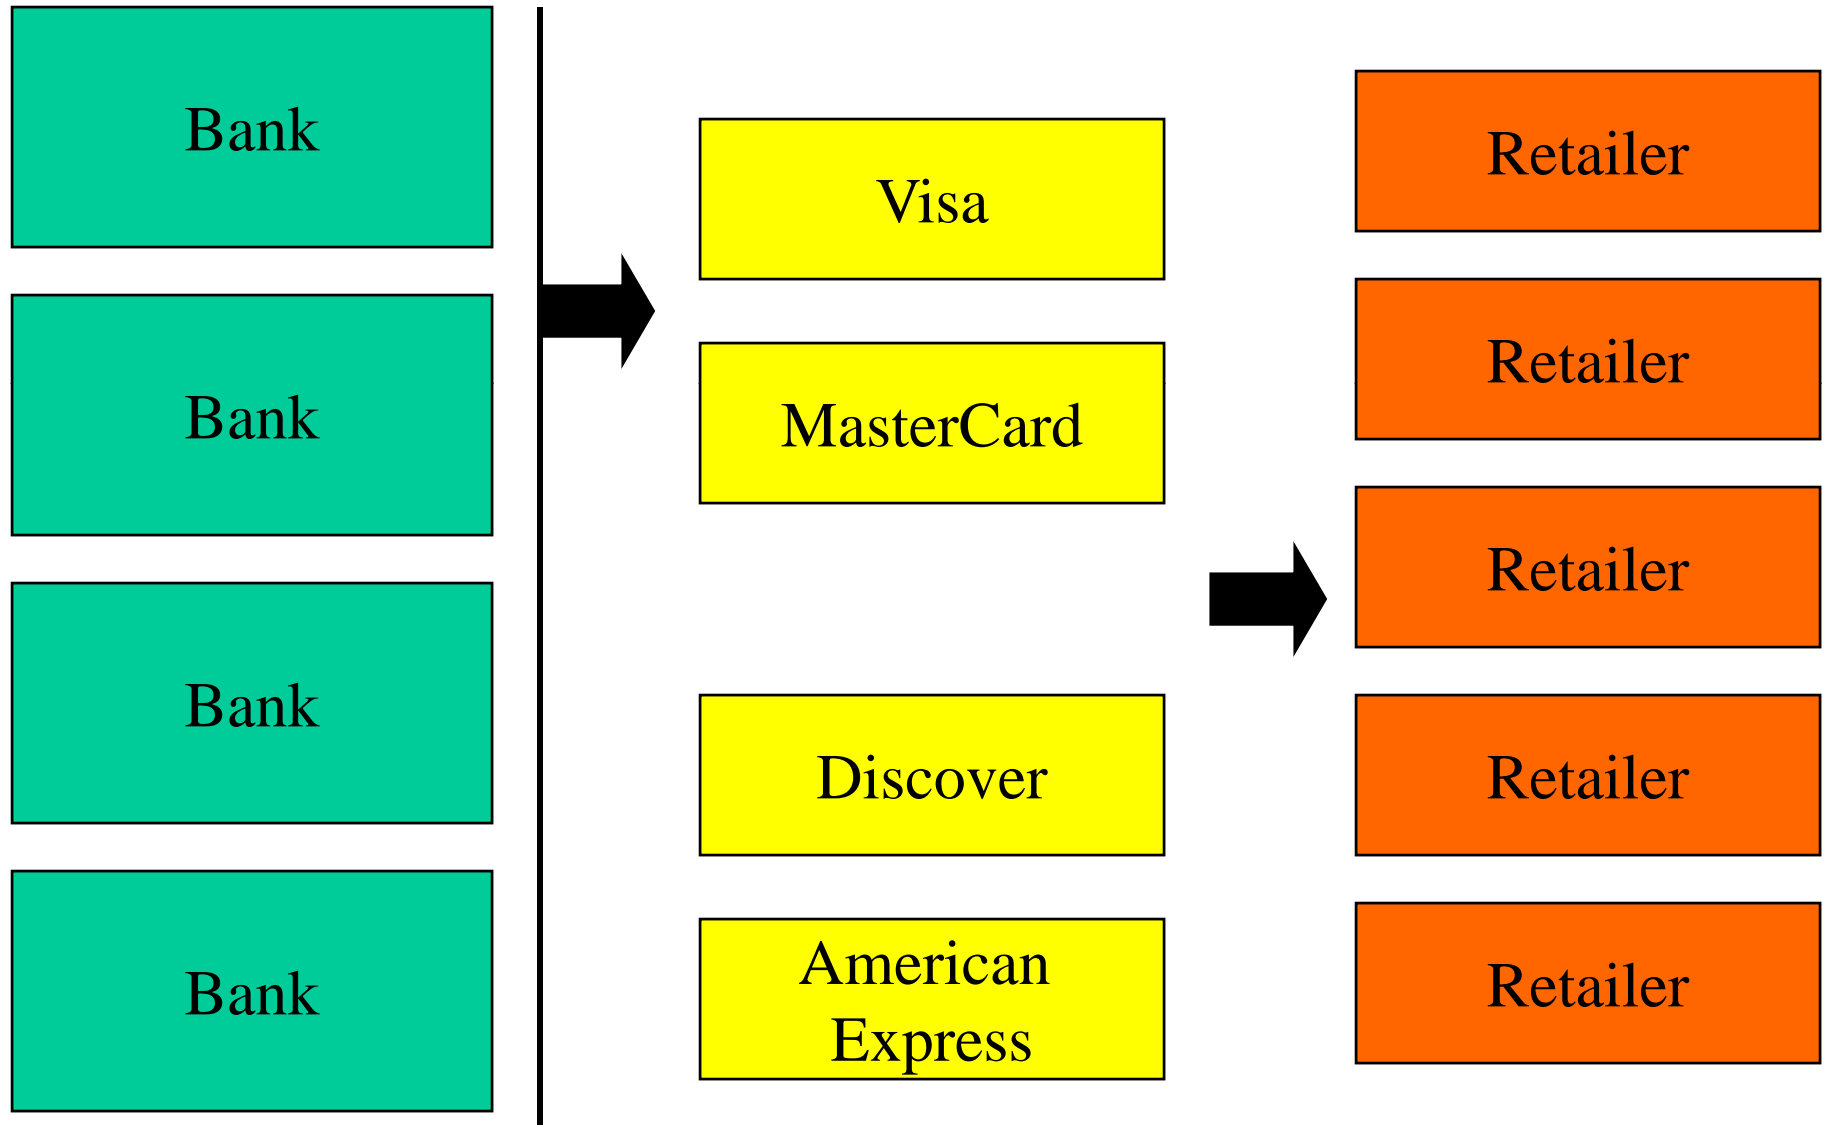 Bank
Bank
Bank
Bank
Visa
MasterCard
Discover
American
Express
Retailer
Retailer
Retailer
Retailer
Retailer